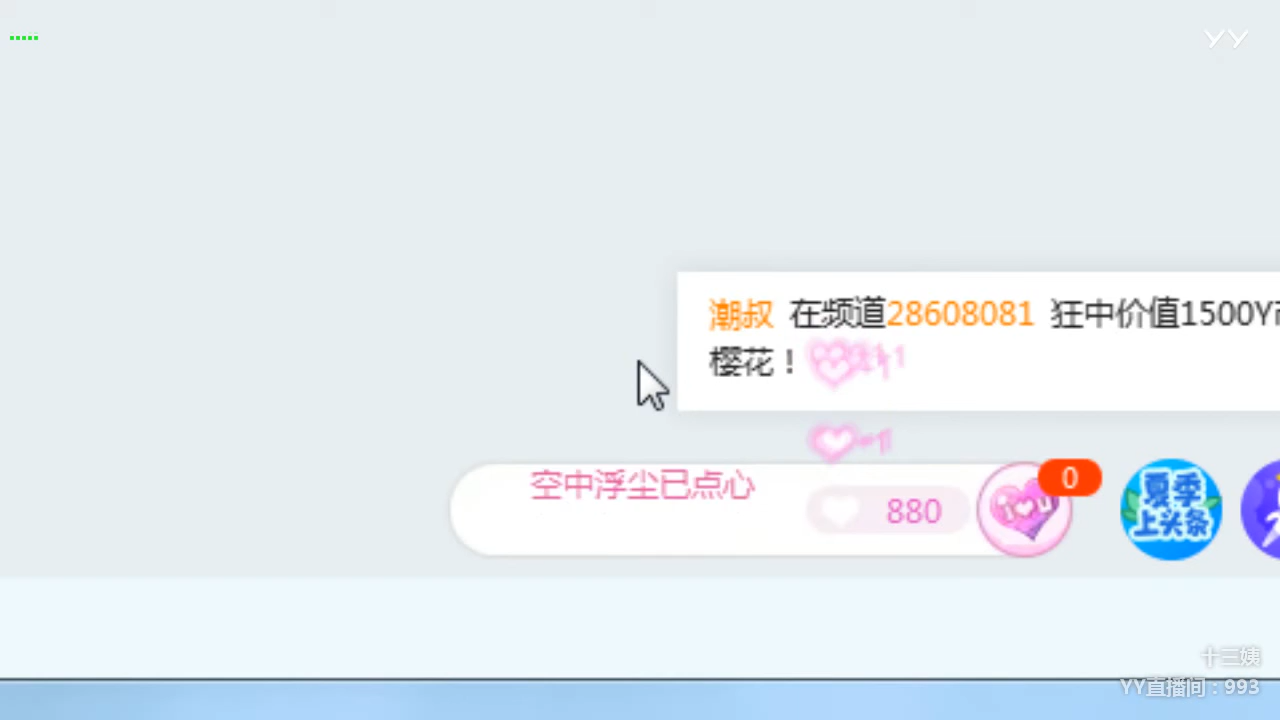 YY
潮叔 在频道28608081 狂中价值1500Y币
樱花！
+1
空中浮尘已点心
880
i u
0
夏季
上头条
十三姨
YY直播间：993